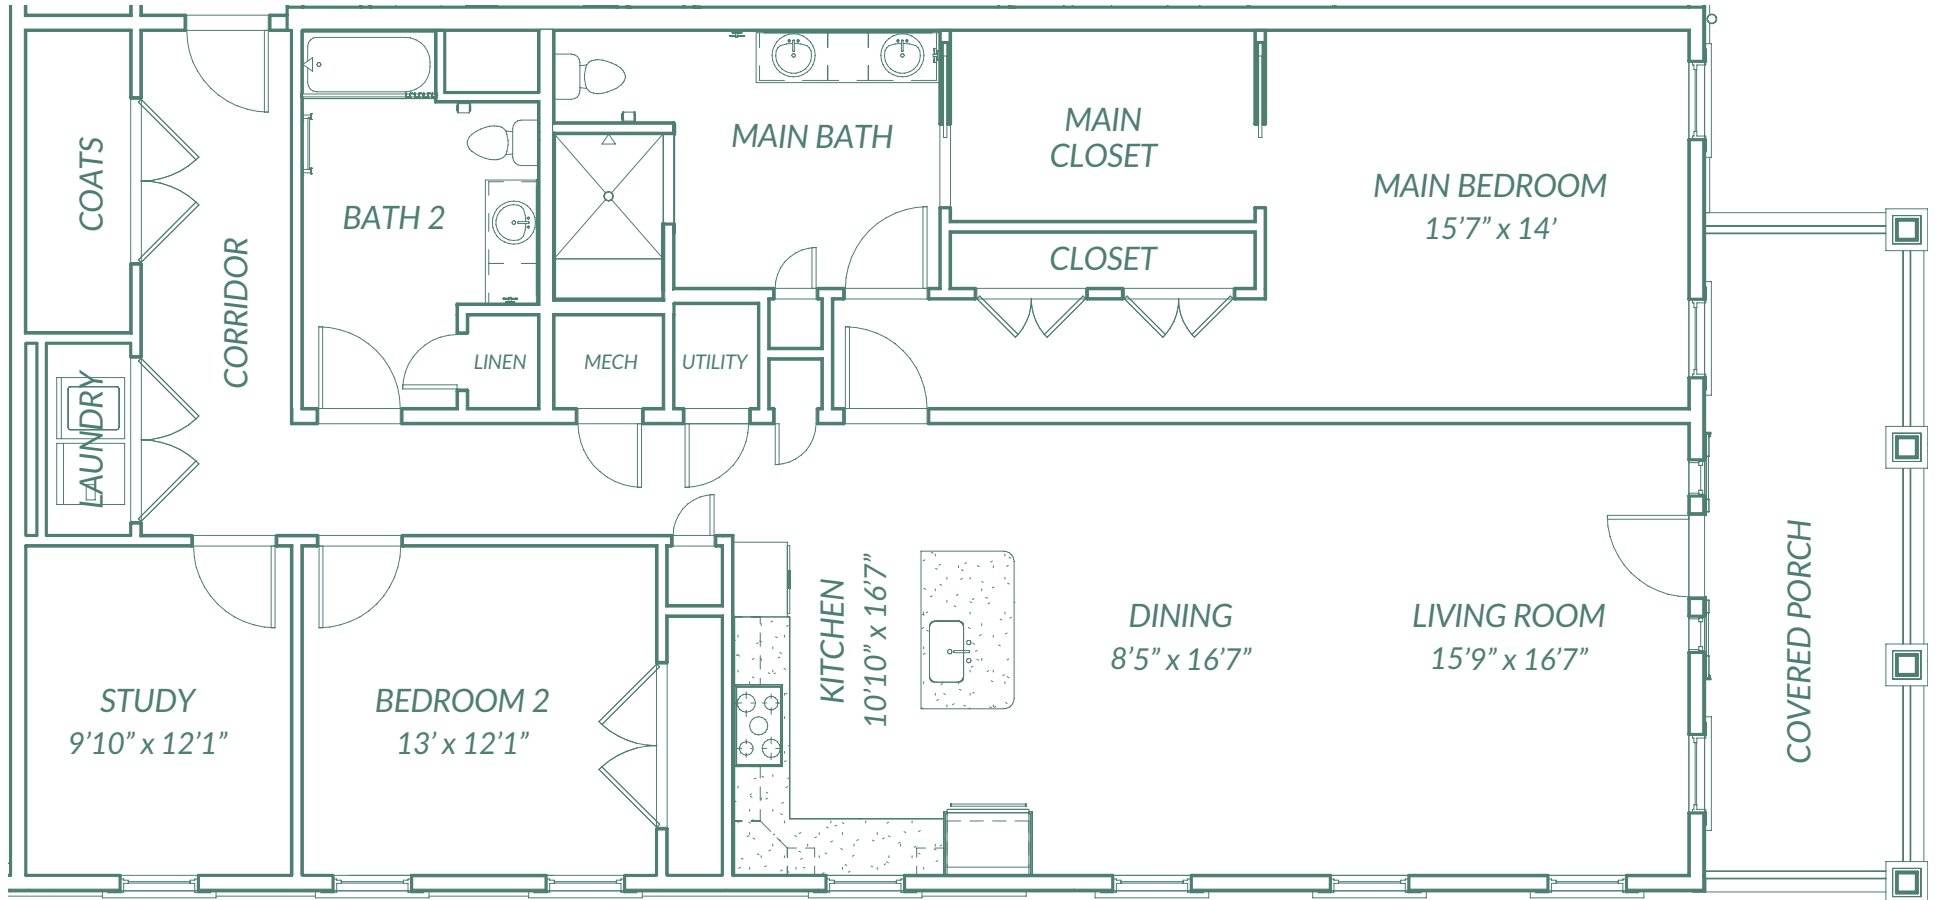 COATS
CORRIDOR
LAUNDRY
BATH 2
LINEN
MECH
UTILITY
MAIN BATH
MAIN
CLOSET
CLOSET
MAIN BEDROOM
15’7” x 14’
STUDY
9’10” x 12’1”
BEDROOM 2
13’ x 12’1”
KITCHEN
10’10” x 16’7”
DINING
8’5” x 16’7”
LIVING ROOM
15’9” x 16’7”
COVERED PORCH